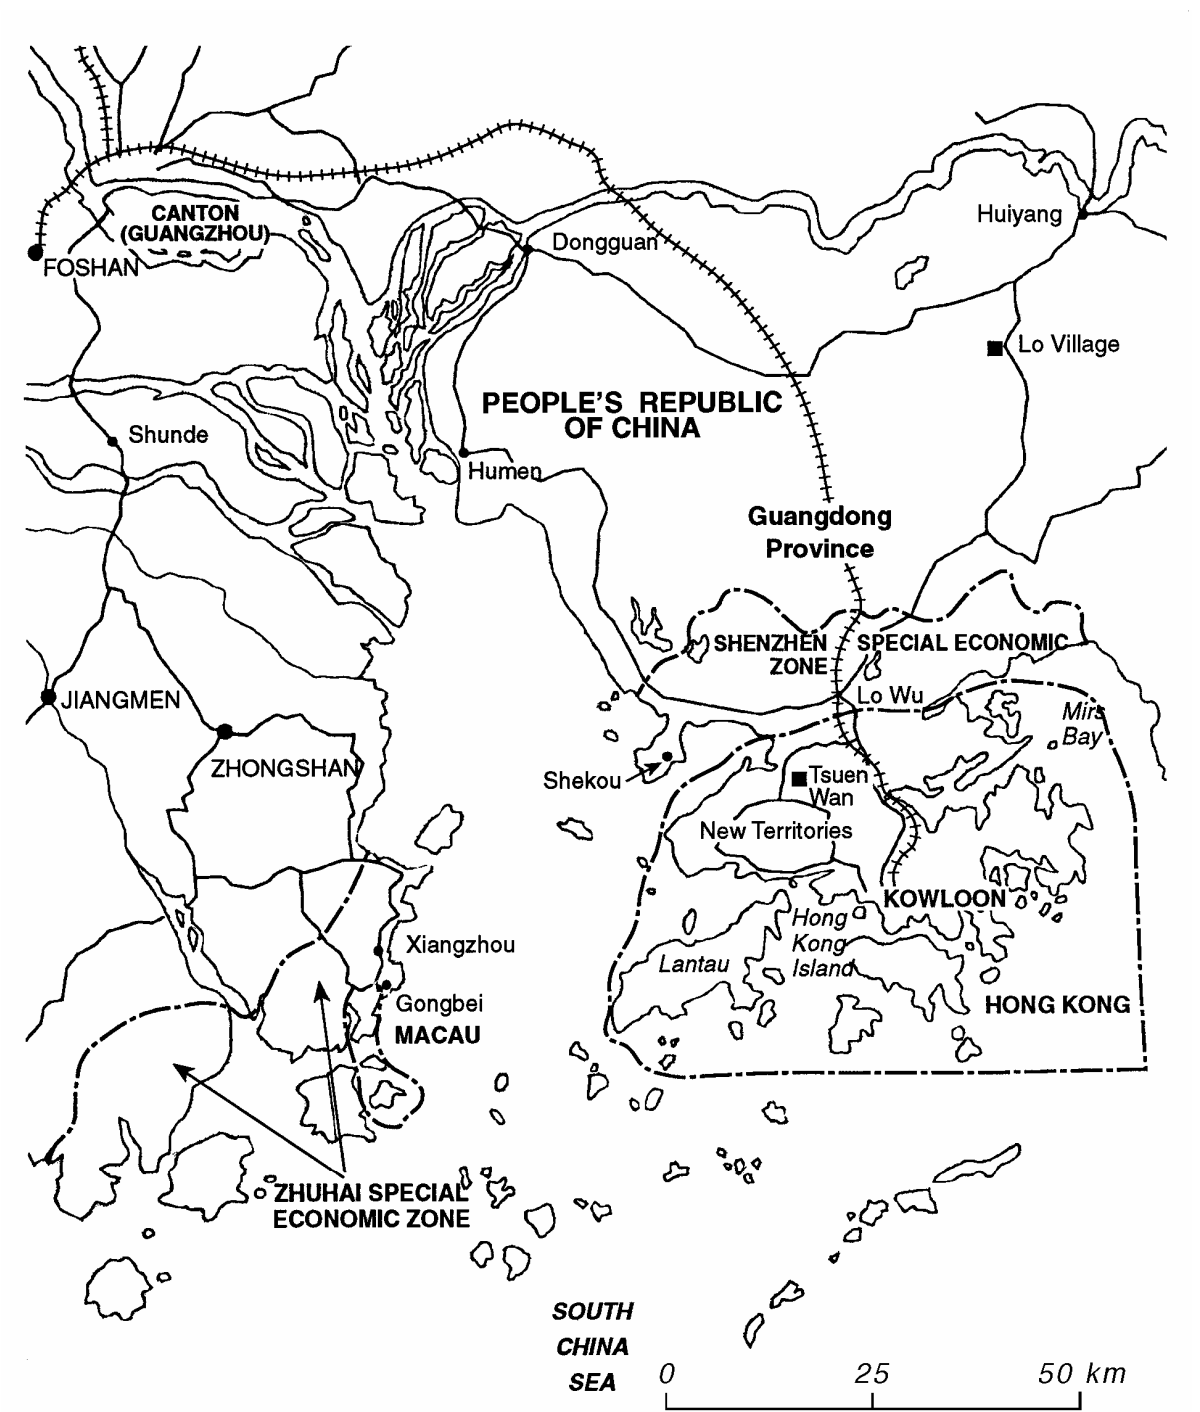 CANTON
(GUANGZHOU)
FOSHAN
Huiyang
Dongguan
Lo Village
PEOPLE'S REPUBLIC
OF CHINA
Shunde
Humen
Guangdong
Province
SHENZHEN SPECIAL ECONOMIC
ZONE
JIANGMEN
Lo Wu
Mirs
Bay
ZHONGSHAN
Shekou
Tsuen
Wan
New Territories
KOWLOON
Hong
Kong
Island
Xiangzhou
Lantau
Gongbei
MACAU
HONG KONG
ZHUHAI SPECIAL
ECONOMIC ZONE
SOUTH
CHINA
SEA
0 25 50 km